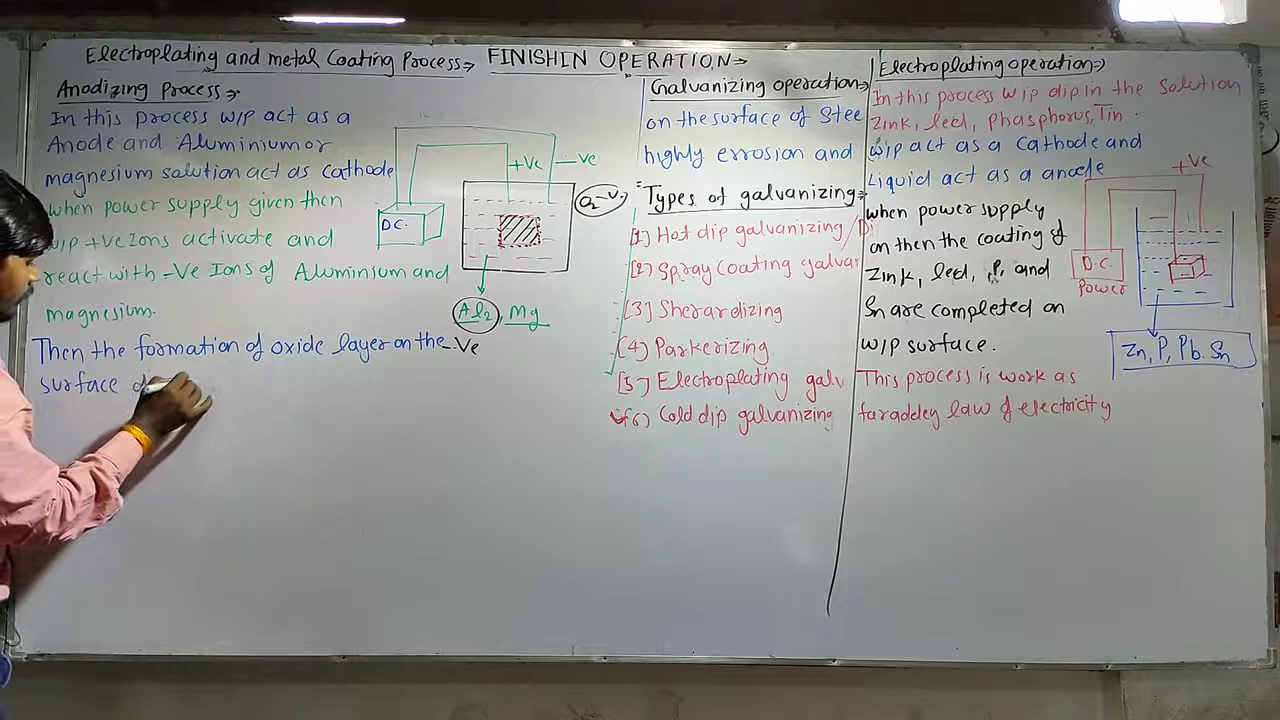 Electroplating and metal Coating Process→ FINISHIN OPERATION→
Anodizing Process→
In this process w/p act as a
Anode and Aluminium or
magnesium solution act as cathode
when power supply given then
w/p +ve Ions activate and
react with -Ve Ions of Aluminium and
magnesium.
Then the formation of oxide layer on the -Ve
surface
+Ve —Ve
D.C.
O2-V
Al2, Mg
Galvanizing operation→
on the surface of Stee
highly errosion and
Types of galvanizing→
[1] Hot dip galvanizing / Di
[2] Spray Coating galvan
[3] Sherardizing
[4] Parkerizing
[5] Electroplating galv
[6] Cold dip galvanizing
Electroplating operation→
In this process w/p dip in the Solution
Zink, led, phasphorus, Tin.
w/p act as a Cathode and
Liquid act as a anode
when power supply
on then the coating of
Zink, led, P, and
Sn are completed on
w/p surface.
This process is work as
faraddey law of electricity
+Ve
D.C.
Power
Zn, P, Pb. Sn